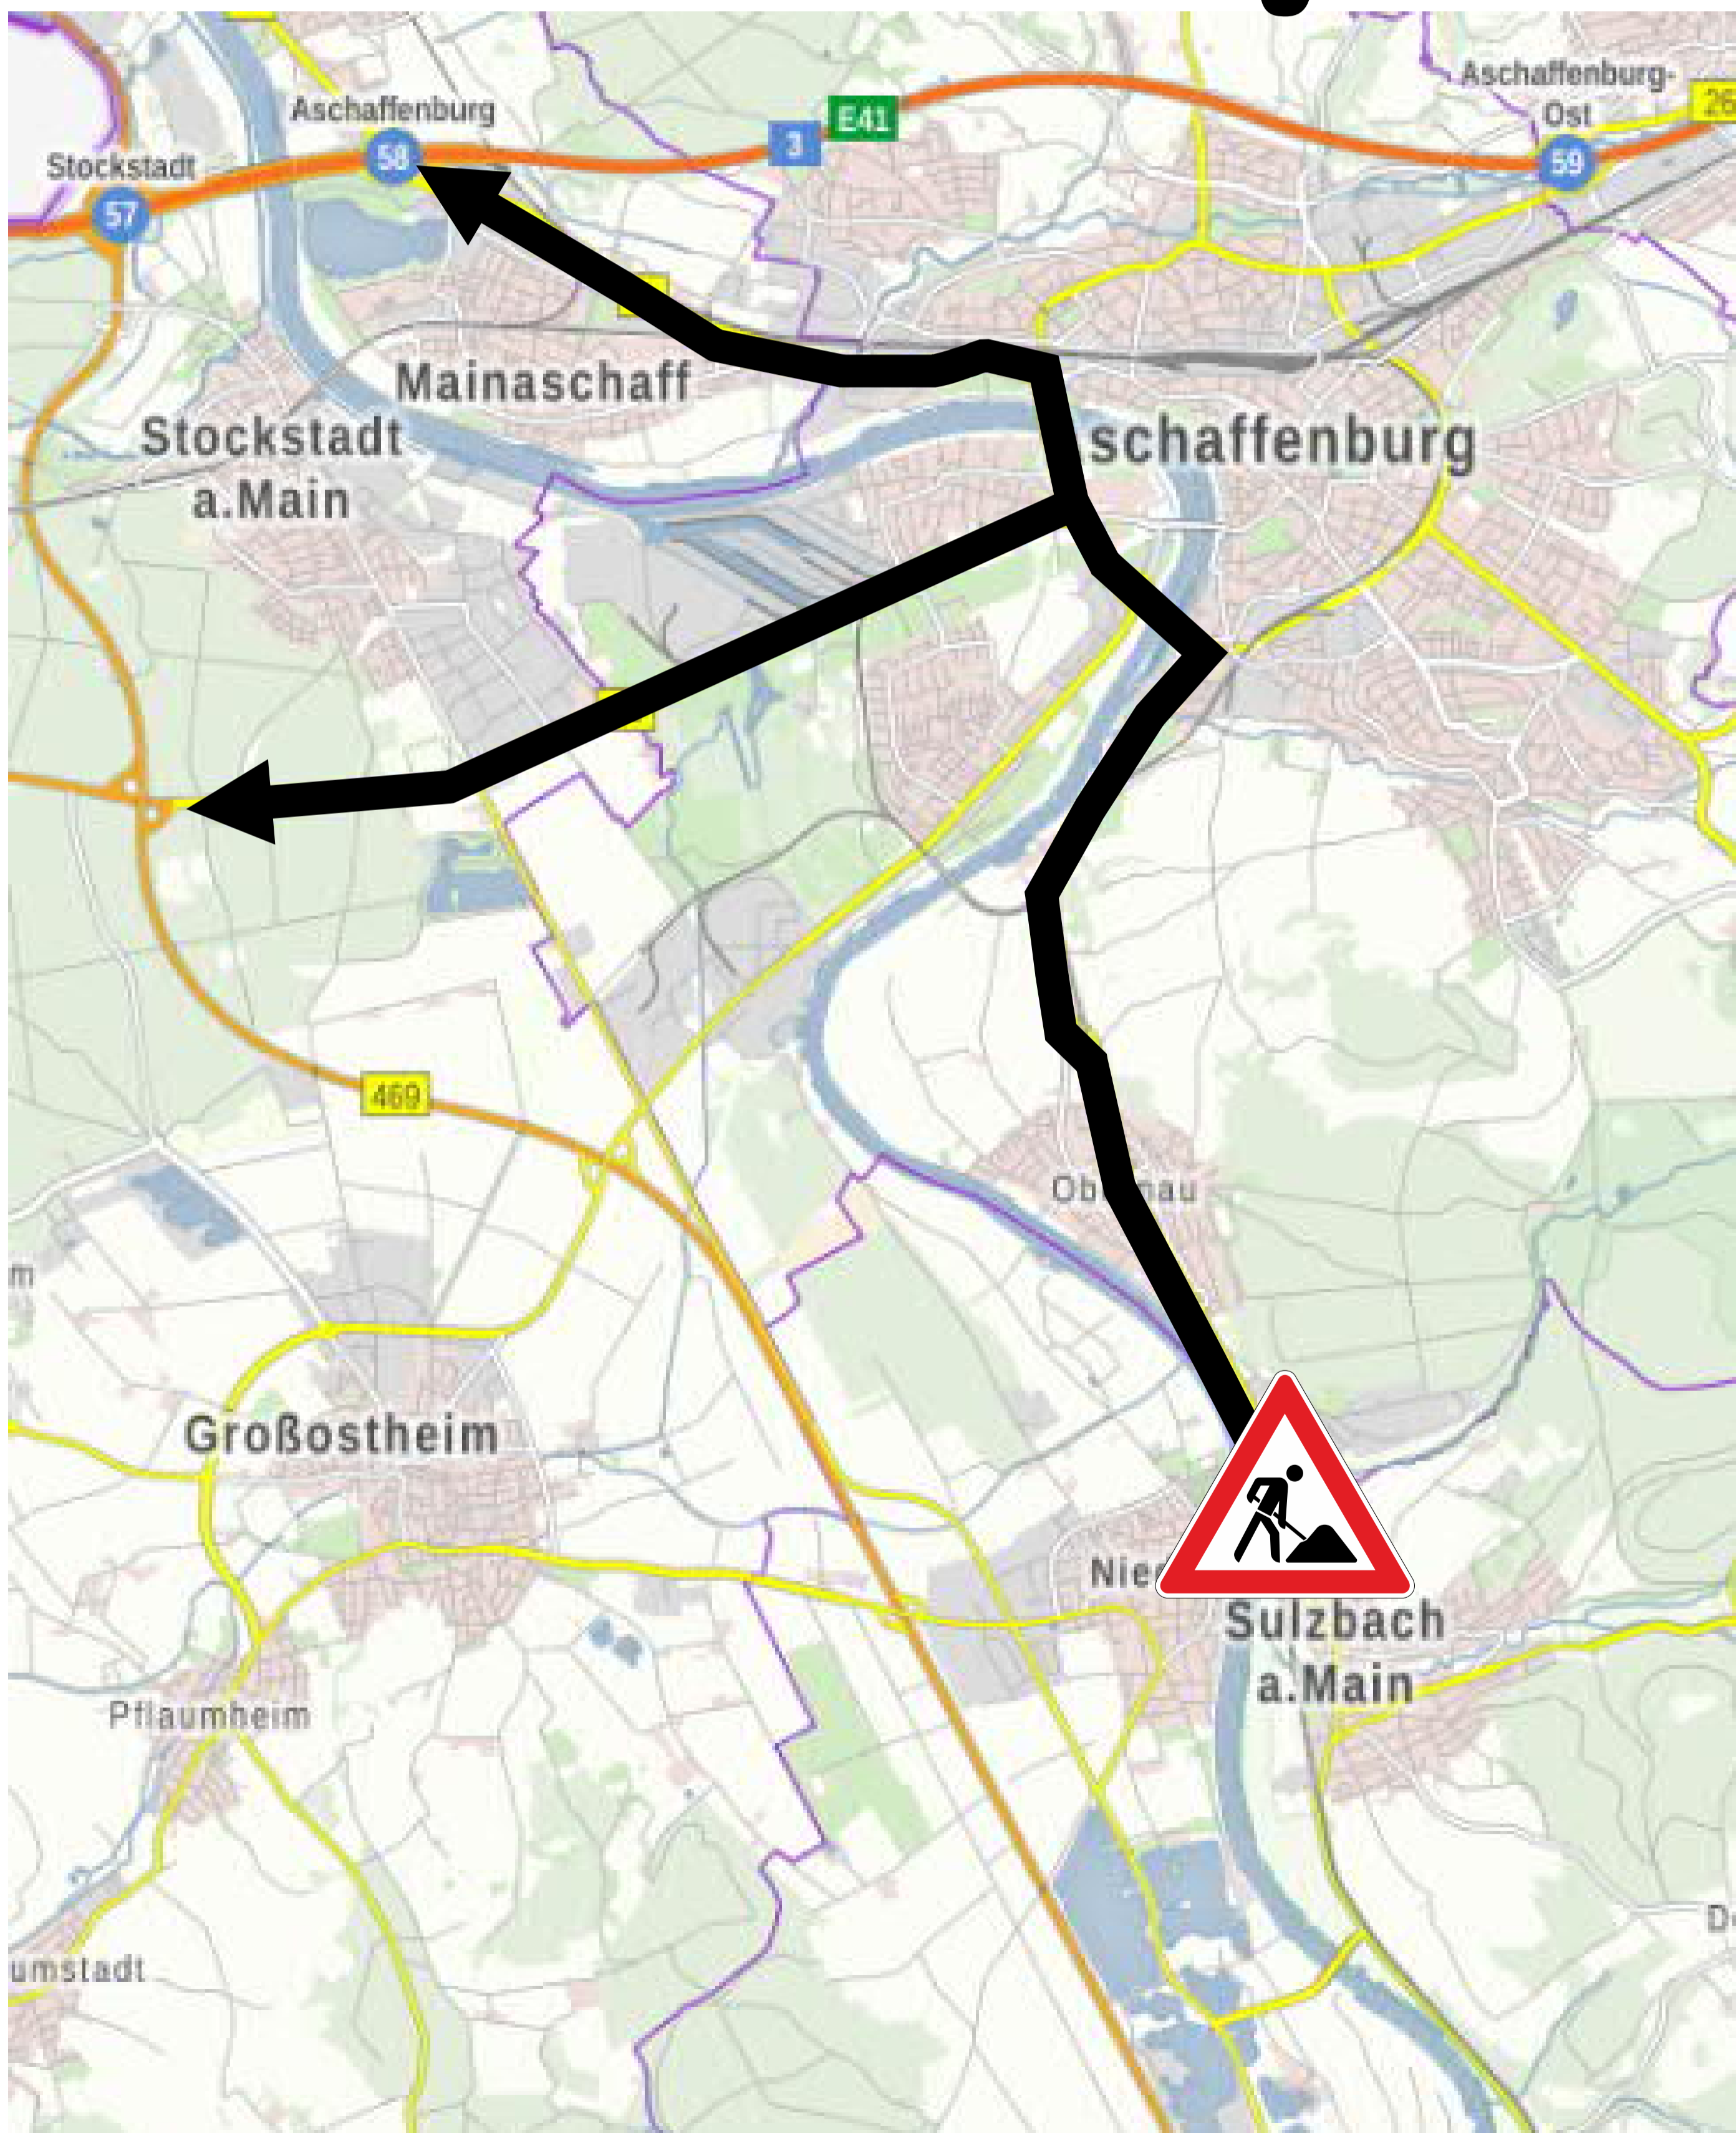 Aschaffenburg-
Ost
26
E41
3
Aschaffenburg
58
59
Stockstadt
57
Mainaschaff
Stockstadt
a.Main
schaffenburg
469
Großostheim
Sulzbach
a.Main
Pflaumheim
umstadt